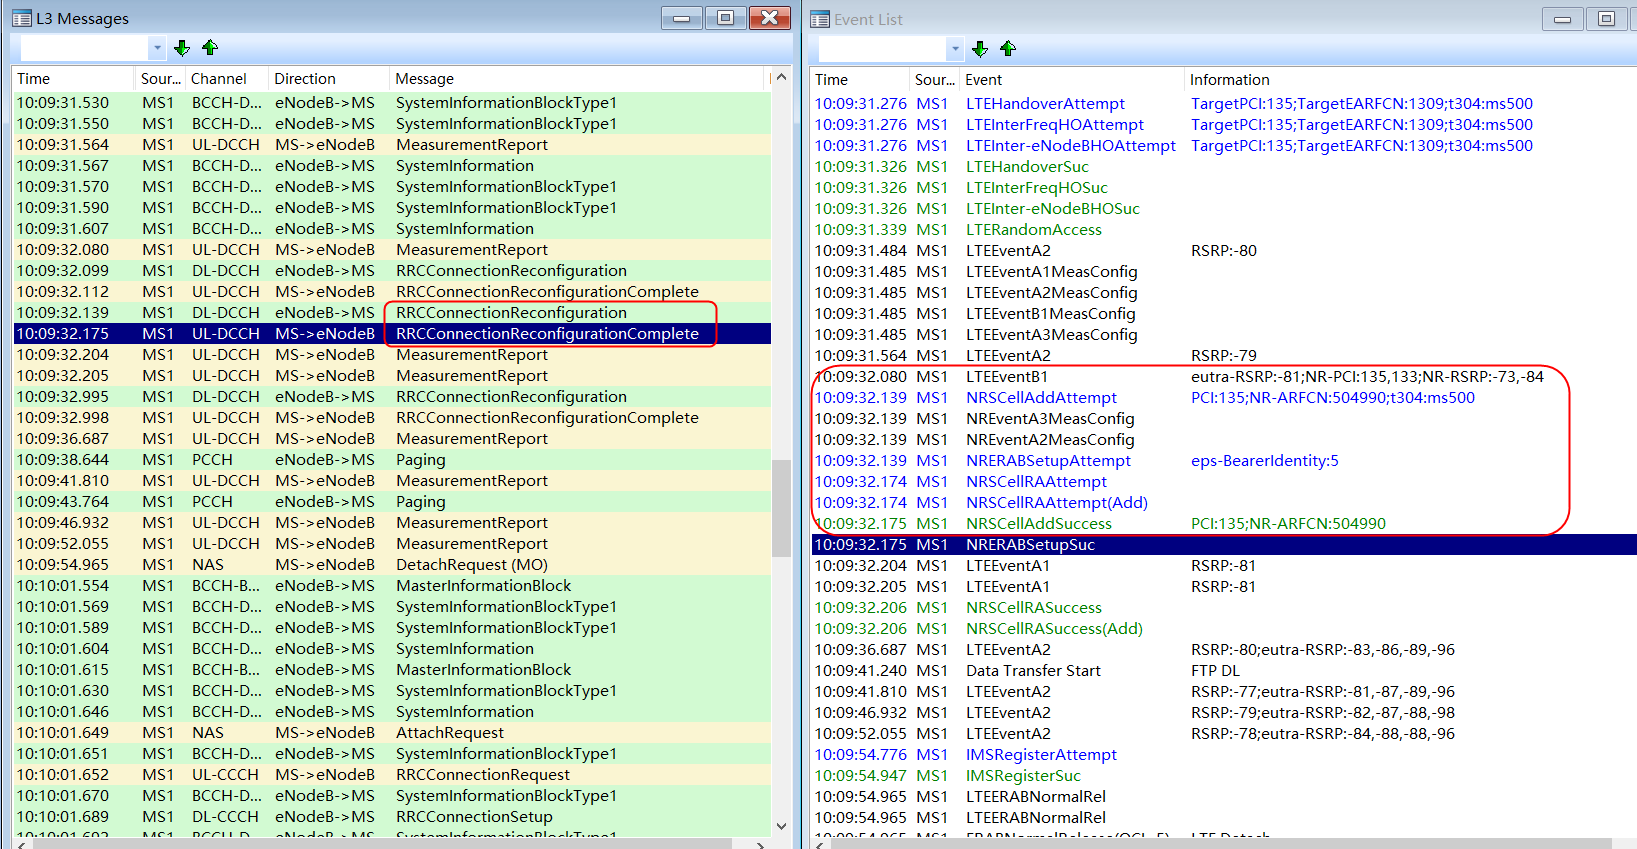 L3 Messages
Time Sour... Channel Direction Message
10:09:31.530 MS1 BCCH-D... eNodeB->MS SystemInformationBlockType1
10:09:31.550 MS1 BCCH-D... eNodeB->MS SystemInformationBlockType1
10:09:31.564 MS1 UL-DCCH MS->eNodeB MeasurementReport
10:09:31.567 MS1 BCCH-D... eNodeB->MS SystemInformation
10:09:31.570 MS1 BCCH-D... eNodeB->MS SystemInformationBlockType1
10:09:31.590 MS1 BCCH-D... eNodeB->MS SystemInformationBlockType1
10:09:31.607 MS1 BCCH-D... eNodeB->MS SystemInformation
10:09:32.080 MS1 UL-DCCH MS->eNodeB MeasurementReport
10:09:32.099 MS1 DL-DCCH eNodeB->MS RRCConnectionReconfiguration
10:09:32.112 MS1 UL-DCCH MS->eNodeB RRCConnectionReconfigurationComplete
10:09:32.139 MS1 DL-DCCH eNodeB->MS RRCConnectionReconfiguration
10:09:32.175 MS1 UL-DCCH MS->eNodeB RRCConnectionReconfigurationComplete
10:09:32.204 MS1 UL-DCCH MS->eNodeB MeasurementReport
10:09:32.205 MS1 UL-DCCH MS->eNodeB MeasurementReport
10:09:32.995 MS1 DL-DCCH eNodeB->MS RRCConnectionReconfiguration
10:09:32.998 MS1 UL-DCCH MS->eNodeB RRCConnectionReconfigurationComplete
10:09:36.687 MS1 UL-DCCH MS->eNodeB MeasurementReport
10:09:38.644 MS1 PCCH eNodeB->MS Paging
10:09:41.810 MS1 UL-DCCH MS->eNodeB MeasurementReport
10:09:43.764 MS1 PCCH eNodeB->MS Paging
10:09:46.932 MS1 UL-DCCH MS->eNodeB MeasurementReport
10:09:52.055 MS1 UL-DCCH MS->eNodeB MeasurementReport
10:09:54.965 MS1 NAS MS->eNodeB DetachRequest (MO)
10:10:01.554 MS1 BCCH-B... eNodeB->MS MasterInformationBlock
10:10:01.569 MS1 BCCH-D... eNodeB->MS SystemInformationBlockType1
10:10:01.589 MS1 BCCH-D... eNodeB->MS SystemInformationBlockType1
10:10:01.604 MS1 BCCH-D... eNodeB->MS SystemInformation
10:10:01.615 MS1 BCCH-B... eNodeB->MS MasterInformationBlock
10:10:01.630 MS1 BCCH-D... eNodeB->MS SystemInformationBlockType1
10:10:01.646 MS1 BCCH-D... eNodeB->MS SystemInformation
10:10:01.649 MS1 NAS MS->eNodeB AttachRequest
10:10:01.651 MS1 BCCH-D... eNodeB->MS SystemInformationBlockType1
10:10:01.652 MS1 UL-CCCH MS->eNodeB RRCConnectionRequest
10:10:01.670 MS1 BCCH-D... eNodeB->MS SystemInformationBlockType1
10:10:01.689 MS1 DL-CCCH eNodeB->MS RRCConnectionSetup
Event List
Time Sour... Event Information
10:09:31.276 MS1 LTEHandoverAttempt TargetPCI:135;TargetEARFCN:1309;t304:ms500
10:09:31.276 MS1 LTEInterFreqHOAttempt TargetPCI:135;TargetEARFCN:1309;t304:ms500
10:09:31.276 MS1 LTEInter-eNodeBHOAttempt TargetPCI:135;TargetEARFCN:1309;t304:ms500
10:09:31.326 MS1 LTEHandoverSuc
10:09:31.326 MS1 LTEInterFreqHOSuc
10:09:31.326 MS1 LTEInter-eNodeBHOSuc
10:09:31.339 MS1 LTERandomAccess
10:09:31.484 MS1 LTEEventA2 RSRP:-80
10:09:31.485 MS1 LTEEventA1MeasConfig
10:09:31.485 MS1 LTEEventA2MeasConfig
10:09:31.485 MS1 LTEEventB1MeasConfig
10:09:31.485 MS1 LTEEventA3MeasConfig
10:09:31.564 MS1 LTEEventA2 RSRP:-79
10:09:32.080 MS1 LTEEventB1 eutra-RSRP:-81;NR-PCI:135,133;NR-RSRP:-73,-84
10:09:32.139 MS1 NRSCellAddAttempt PCI:135;NR-ARFCN:504990;t304:ms500
10:09:32.139 MS1 NREventA3MeasConfig
10:09:32.139 MS1 NREventA2MeasConfig
10:09:32.139 MS1 NRERABSetupAttempt eps-BearerIdentity:5
10:09:32.174 MS1 NRSCellRAAttempt
10:09:32.174 MS1 NRSCellRAAttempt(Add)
10:09:32.175 MS1 NRSCellAddSuccess PCI:135;NR-ARFCN:504990
10:09:32.175 MS1 NRERABSetupSuc
10:09:32.204 MS1 LTEEventA1 RSRP:-81
10:09:32.205 MS1 LTEEventA1 RSRP:-81
10:09:32.206 MS1 NRSCellRASuccess
10:09:32.206 MS1 NRSCellRASuccess(Add)
10:09:36.687 MS1 LTEEventA2 RSRP:-80;eutra-RSRP:-83,-86,-89,-96
10:09:41.240 MS1 Data Transfer Start FTP DL
10:09:41.810 MS1 LTEEventA2 RSRP:-77;eutra-RSRP:-81,-87,-89,-96
10:09:46.932 MS1 LTEEventA2 RSRP:-79;eutra-RSRP:-82,-87,-88,-98
10:09:52.055 MS1 LTEEventA2 RSRP:-78;eutra-RSRP:-84,-88,-88,-96
10:09:54.776 MS1 IMSRegisterAttempt
10:09:54.947 MS1 IMSRegisterSuc
10:09:54.965 MS1 LTEERABNormalRel
10:09:54.965 MS1 LTEERABNormalRel